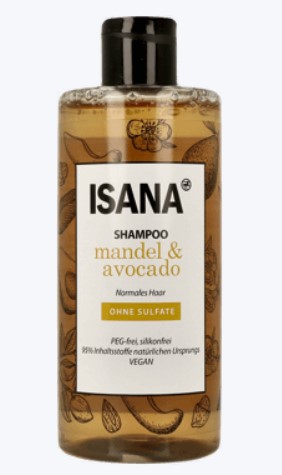 ISANA
SHAMPOO
mandel &
avocado
Normales Haar
OHNE SULFATE
PEG-frei, silikonfrei
95% Inhaltsstoffe natürlichen Ursprungs
VEGAN